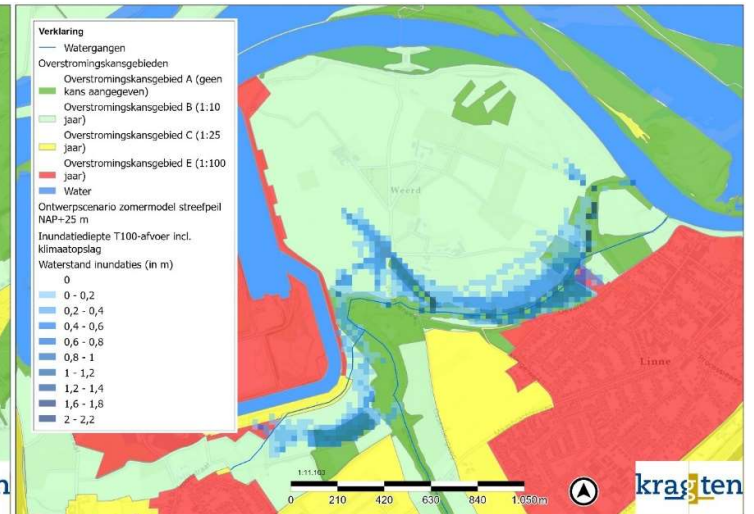 Verklaring
Watergangen
Overstromingskansgebieden
Overstromingskansgebied A (geen
kans aangegeven)
Overstromingskansgebied B (1:10
jaar)
Overstromingskansgebied C (1:25
jaar)
Overstromingskansgebied E (1:100
jaar)
Water
Ontwerpscenario zomermodel streefpeil
NAP+25 m
Inundatiediepte T100-afvoer incl.
klimaatopslag
Waterstand inundaties (in m)
0
0 - 0,2
0,2 - 0,4
0,4 - 0,6
0,6 - 0,8
0,8 - 1
1 - 1,2
1,2 - 1,4
1,6 - 1,8
2 - 2,2
Weerd
Linne
1:11.103
0 210 420 630 840 1.050m
kragten
n